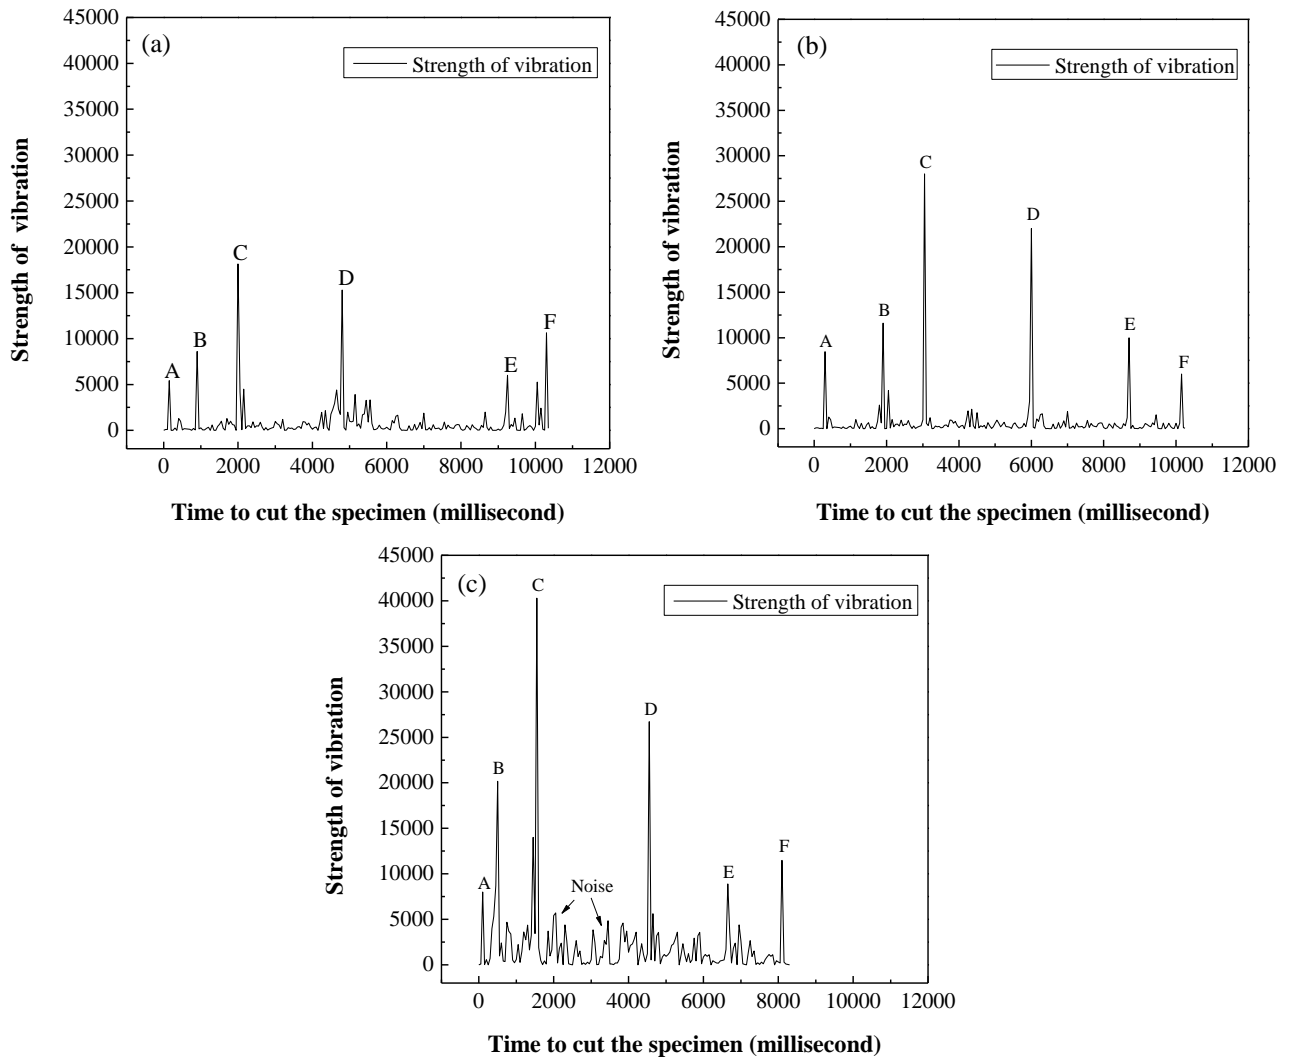 (a)
Strength of vibration
45000
40000
35000
30000
25000
20000
15000
10000
5000
0
A
B
C
D
E
F
0 2000 4000 6000 8000 10000 12000
Strength of  vibration
Time to cut the specimen (millisecond)
(b)
Strength of vibration
45000
40000
35000
30000
25000
20000
15000
10000
5000
0
A
B
C
D
E
F
0 2000 4000 6000 8000 10000 12000
Strength of vibration
Time to cut the specimen (millisecond)
(c)
Strength of vibration
45000
40000
35000
30000
25000
20000
15000
10000
5000
0
A
B
C
Noise
D
E
F
0 2000 4000 6000 8000 10000 12000
Strength of vibration
Time to cut the specimen (millisecond)